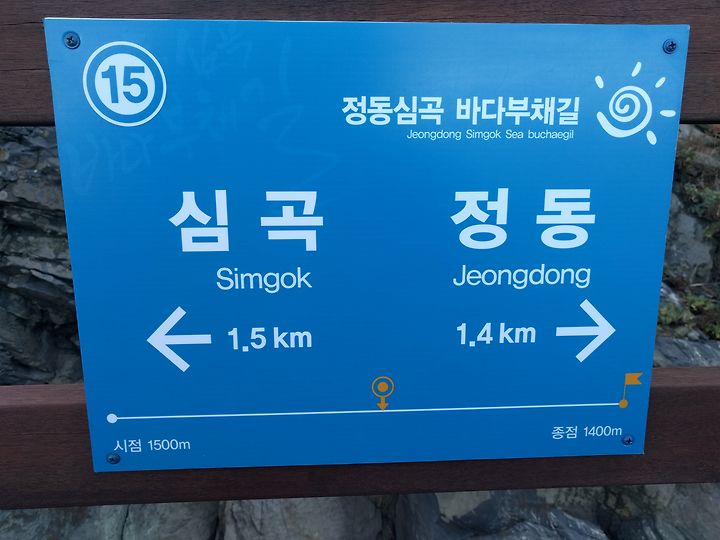 15
정동심곡 바다부채길
Jeongdong Simgok Sea buchaegil
심곡 정동
Simgok Jeongdong
1.5 km 1.4 km
시점 1500m 종점 1400m